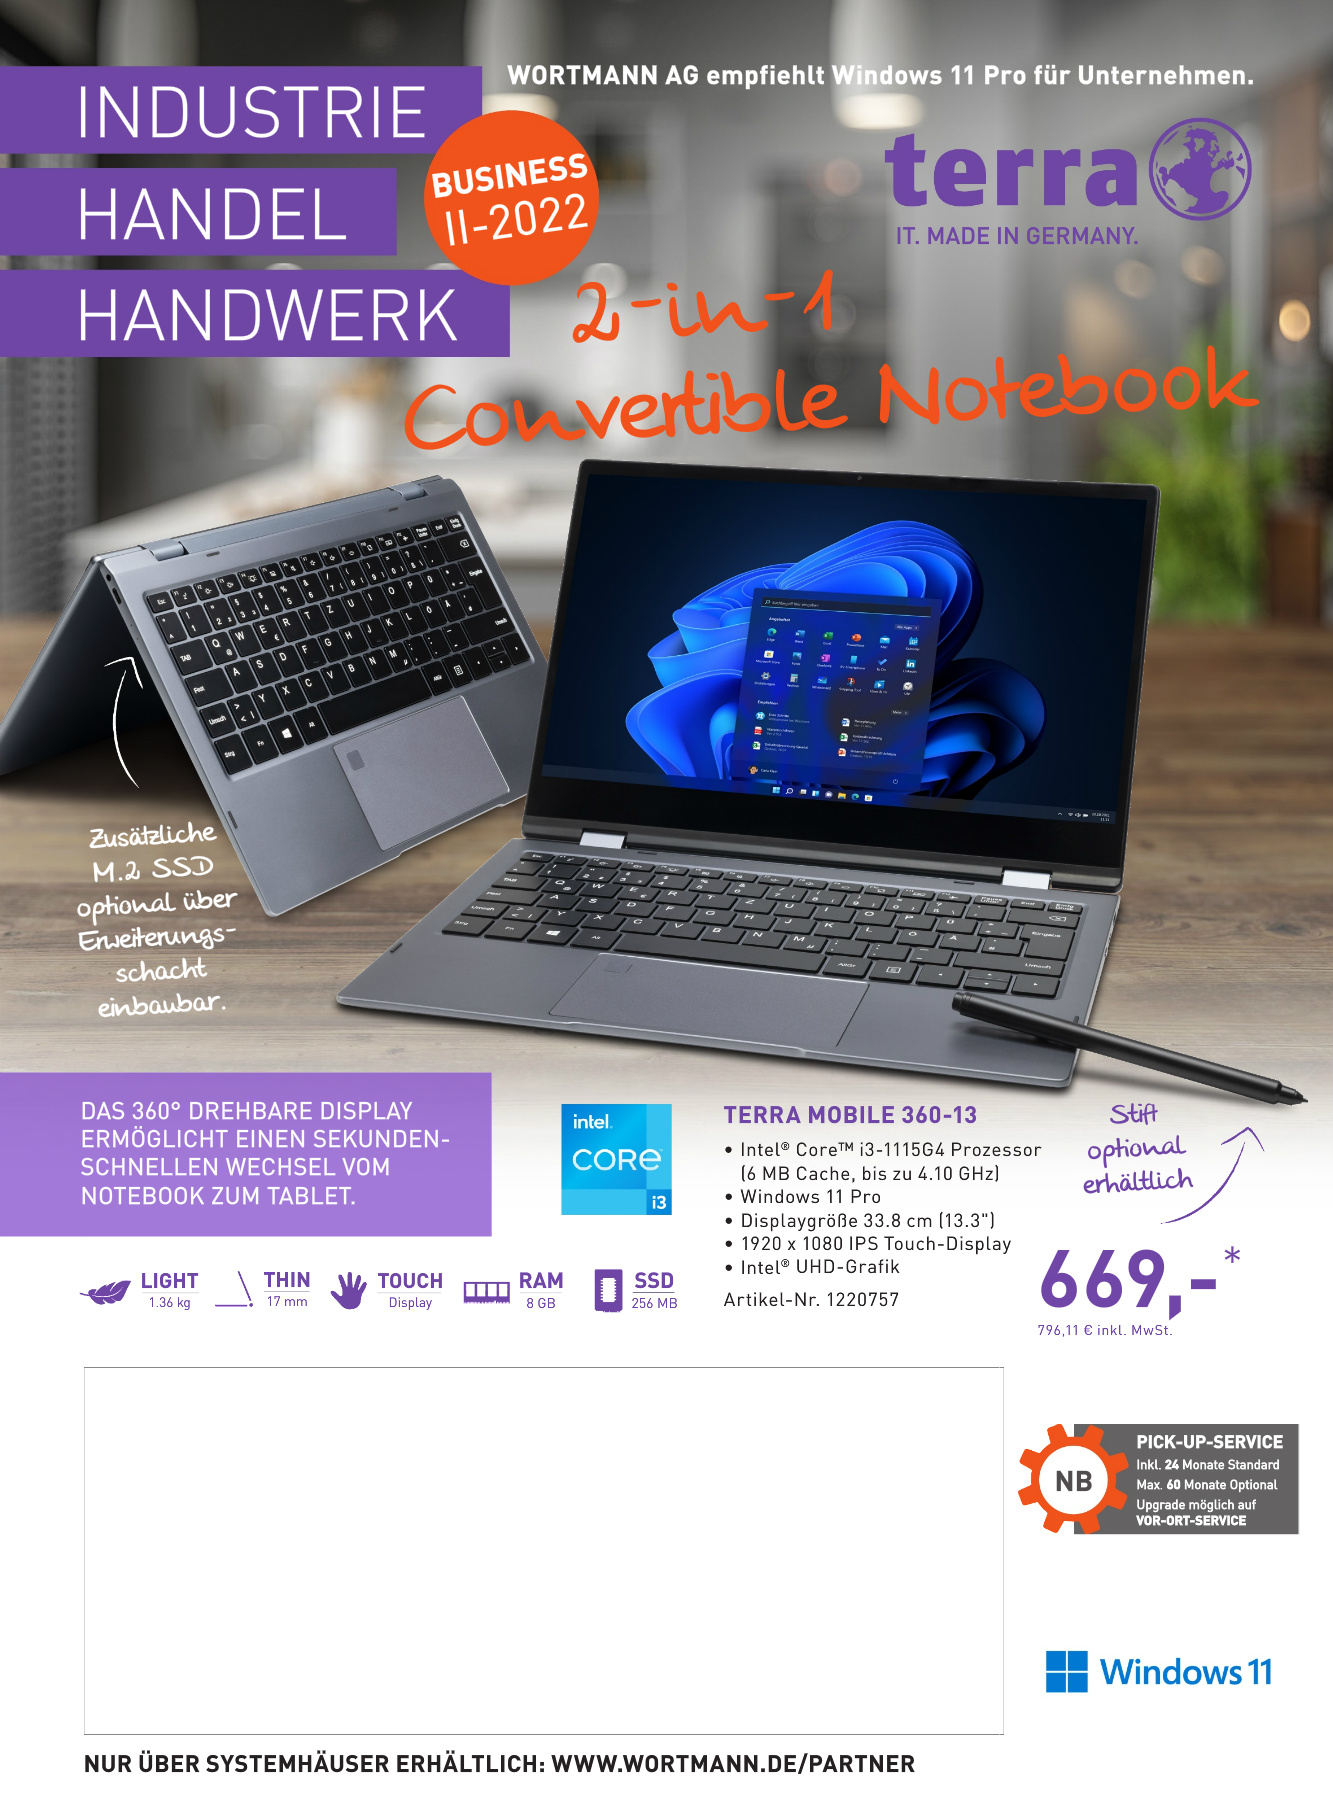 WORTMANN AG empfiehlt Windows 11 Pro für Unternehmen.
INDUSTRIE
HANDEL
HANDWERK
BUSINESS
II-2022
terra
IT. MADE IN GERMANY.
2-in-1
Convertible Notebook
Zusätzliche
M.2 SSD
optional über
Erweiterungs-
schacht
einbaubar.
DAS 360° DREHBARE DISPLAY
ERMÖGLICHT EINEN SEKUNDEN-
SCHNELLEN WECHSEL VOM
NOTEBOOK ZUM TABLET.
intel.
CORE
i3
TERRA MOBILE 360-13
• Intel® Core™ i3-1115G4 Prozessor
(6 MB Cache, bis zu 4.10 GHz)
• Windows 11 Pro
• Displaygröße 33.8 cm (13.3")
• 1920 x 1080 IPS Touch-Display
• Intel® UHD-Grafik
Artikel-Nr. 1220757
Stift
optional
erhältlich
669,-*
796,11 € inkl. MwSt.
LIGHT
1.36 kg
THIN
17 mm
TOUCH
Display
RAM
8 GB
SSD
256 MB
NB
PICK-UP-SERVICE
Inkl. 24 Monate Standard
Max. 60 Monate Optional
Upgrade möglich auf
VOR-ORT-SERVICE
Windows 11
NUR ÜBER SYSTEMHÄUSER ERHÄLTLICH: WWW.WORTMANN.DE/PARTNER